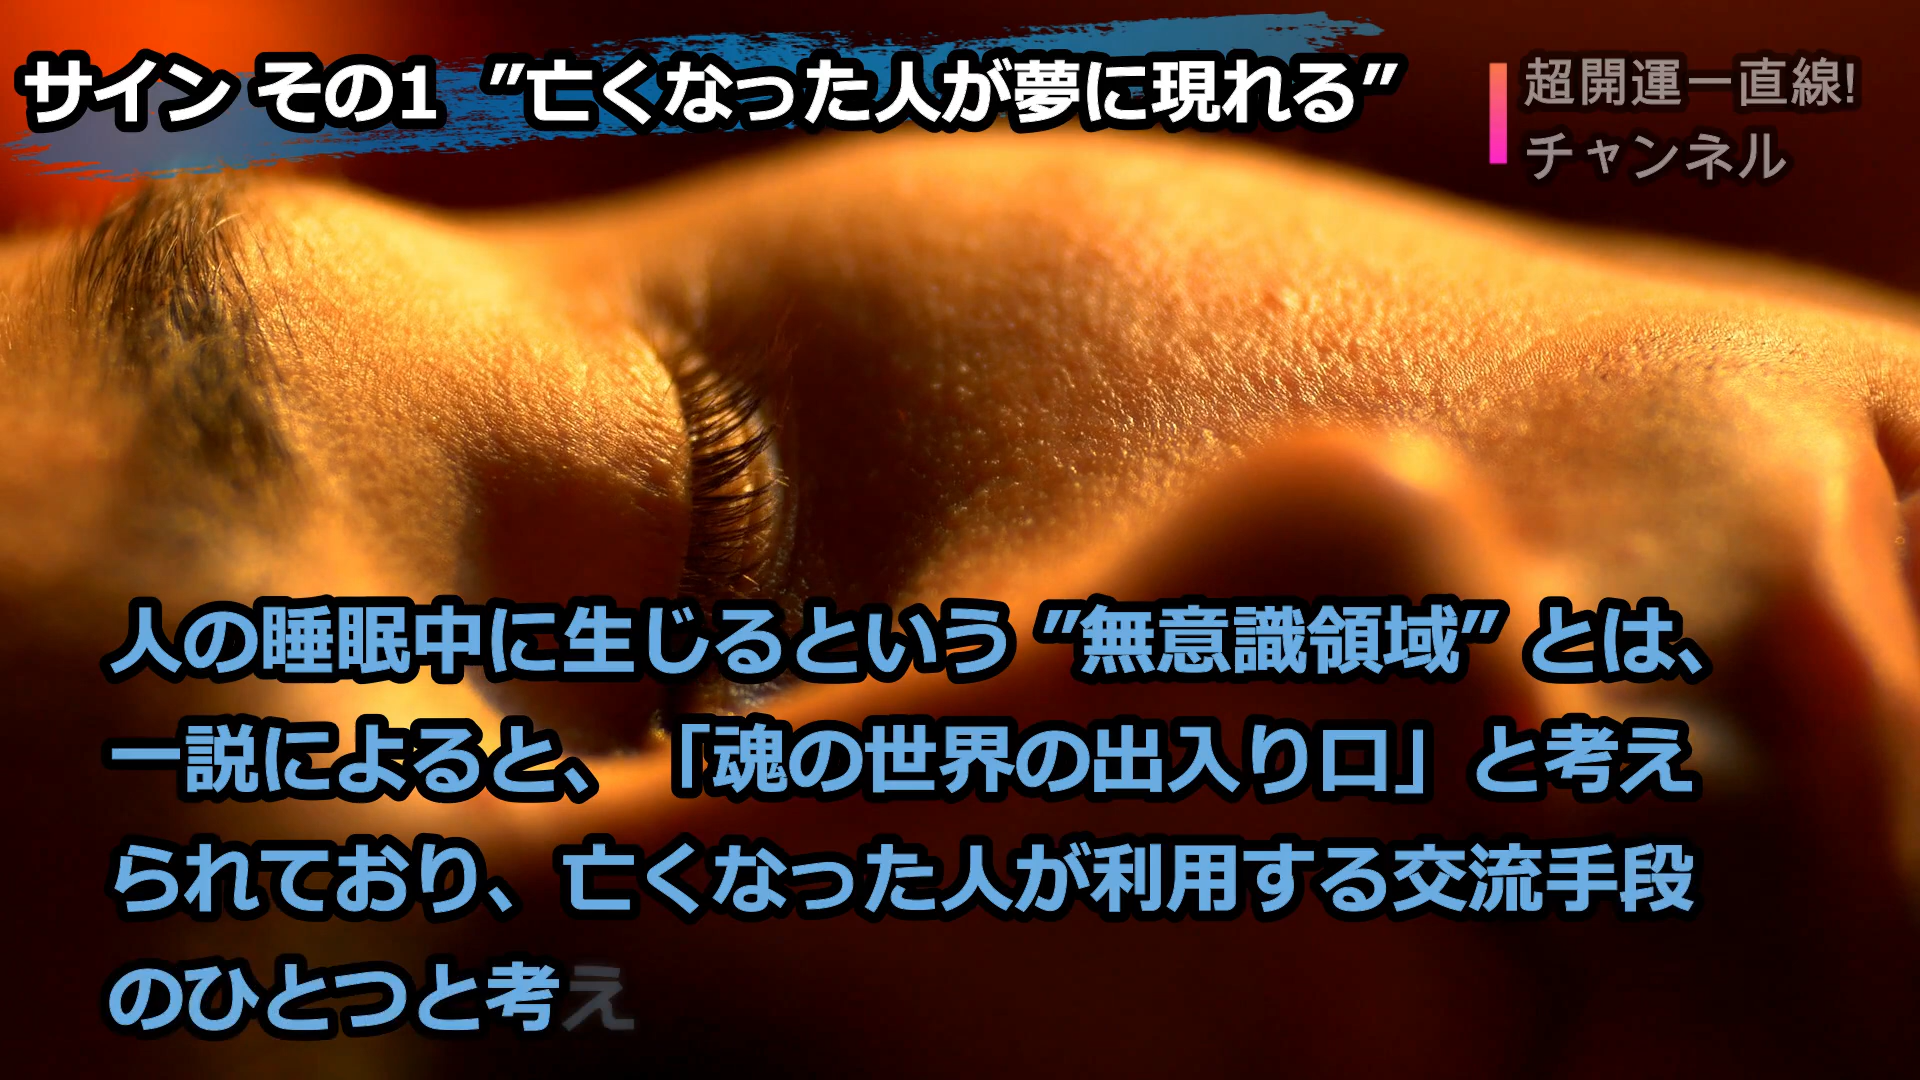 サイン その1 ”亡くなった人が夢に現れる”
超開運一直線!
チャンネル
人の睡眠中に生じるという ”無意識領域” とは、
一説によると、「魂の世界の出入り口」と考え
られており、亡くなった人が利用する交流手段
のひとつと考え